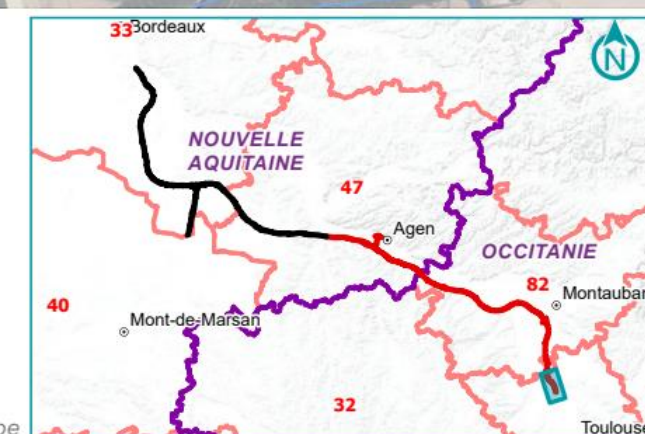 33
Bordeaux
N
NOUVELLE
AQUITAINE
47
Agen
OCCITANIE
82
40
Montauban
Mont-de-Marsan
32
Toulouse